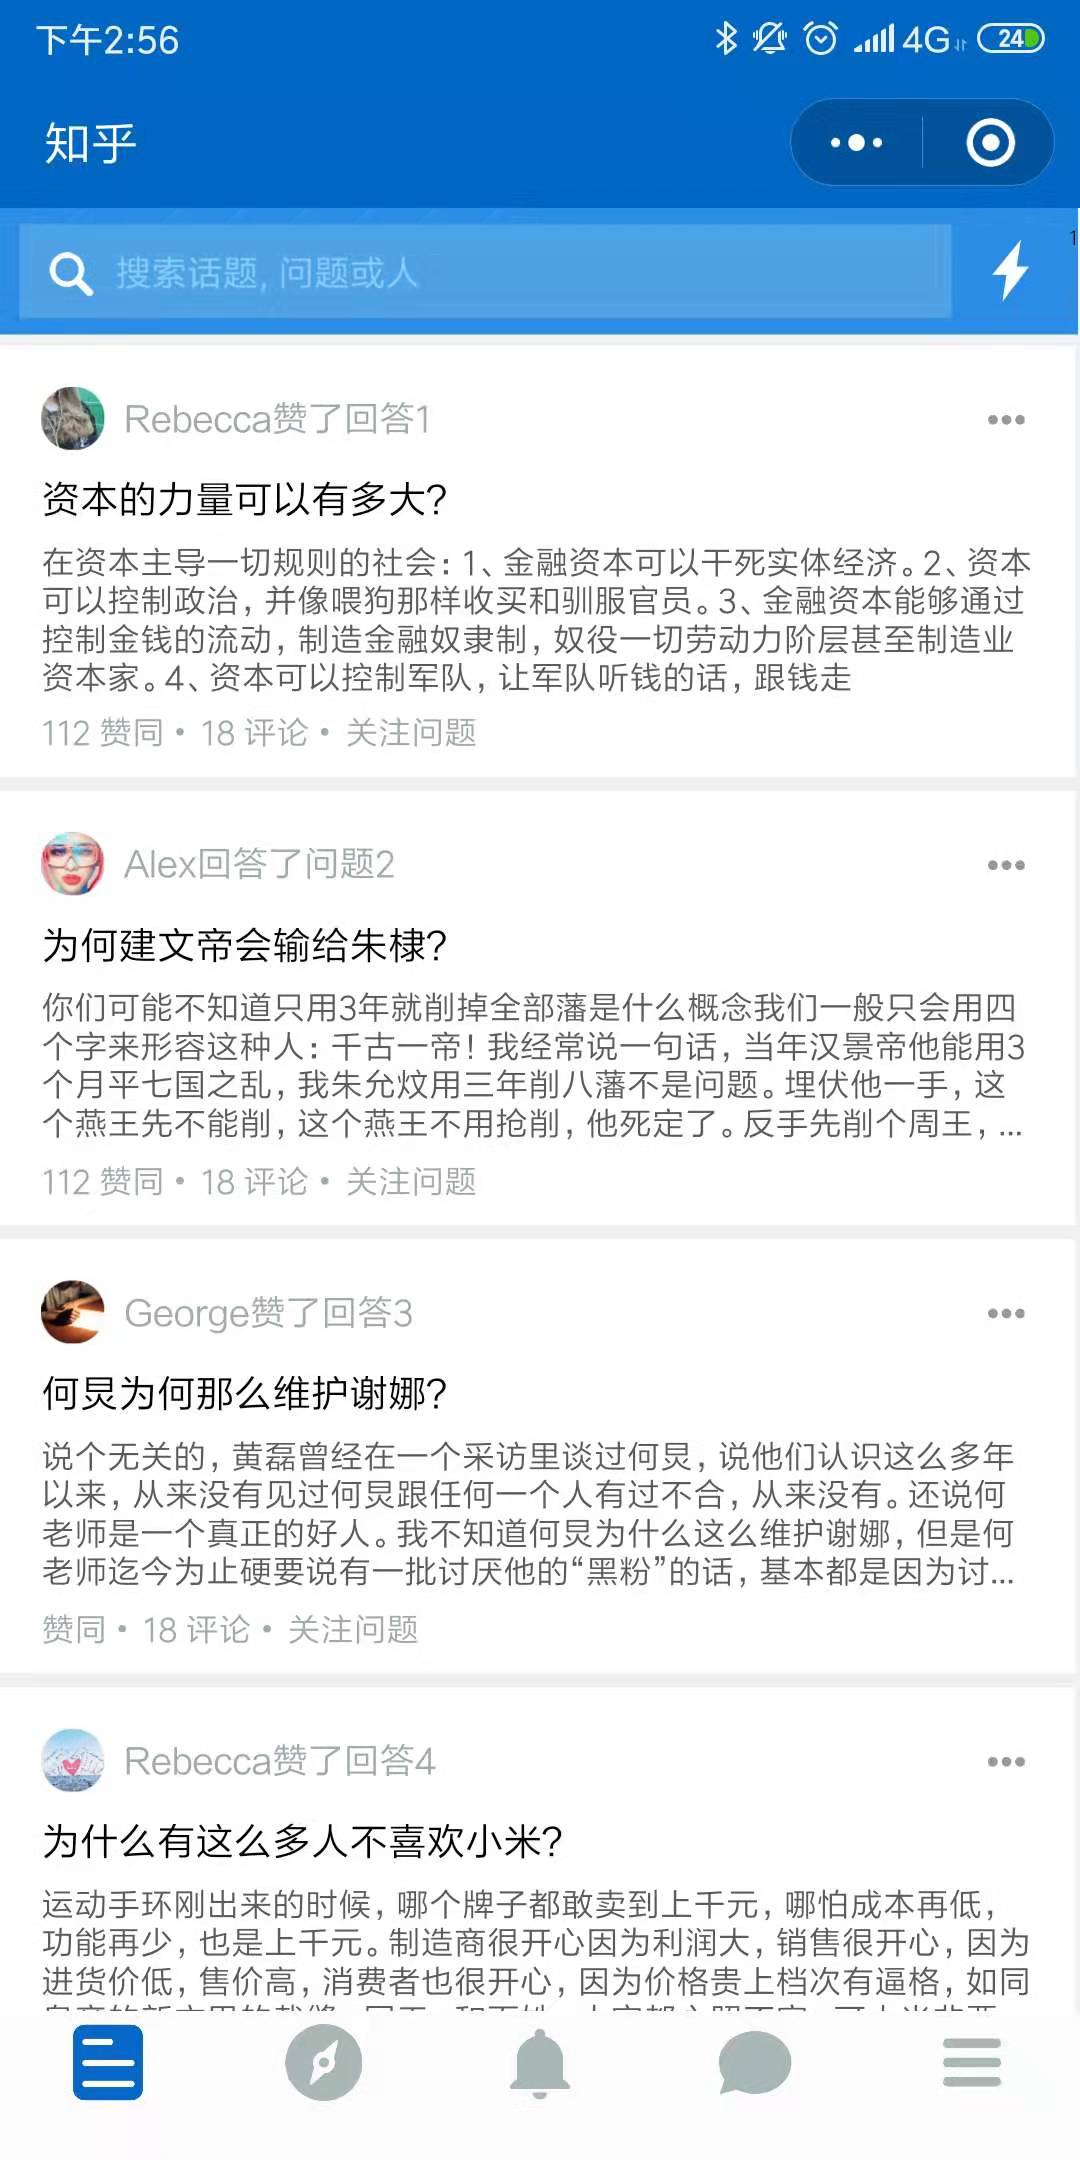 下午2:56
4G
24
知乎
搜索话题, 问题或人
1
Rebecca赞了回答1
资本的力量可以有多大?
在资本主导一切规则的社会：1、金融资本可以干死实体经济。2、资本
可以控制政治，并像喂狗那样收买和驯服官员。3、金融资本能够通过
控制金钱的流动，制造金融奴隶制，奴役一切劳动力阶层甚至制造业
资本家。4、资本可以控制军队，让军队听钱的话，跟钱走
112 赞同 • 18 评论 • 关注问题
Alex回答了问题2
为何建文帝会输给朱棣?
你们可能不知道只用3年就削掉全部藩是什么概念我们一般只会用四
个字来形容这种人：千古一帝！我经常说一句话，当年汉景帝他能用3
个月平七国之乱，我朱允炆用三年削八藩不是问题。埋伏他一手，这
个燕王先不能削，这个燕王不用抢削，他死定了。反手先削个周王，...
112 赞同 • 18 评论 • 关注问题
George赞了回答3
何炅为何那么维护谢娜?
说个无关的，黄磊曾经在一个采访里谈过何炅，说他们认识这么多年
以来，从来没有见过何炅跟任何一个人有过不合，从来没有。还说何
老师是一个真正的好人。我不知道何炅为什么这么维护谢娜，但是何
老师迄今为止硬要说有一批讨厌他的“黑粉”的话，基本都是因为讨...
赞同 • 18 评论 • 关注问题
Rebecca赞了回答4
为什么有这么多人不喜欢小米?
运动手环刚出来的时候，哪个牌子都敢卖到上千元，哪怕成本再低，
功能再少，也是上千元。制造商很开心因为利润大，销售很开心，因为
进货价低，售价高，消费者也很开心，因为价格贵上档次有逼格，如同